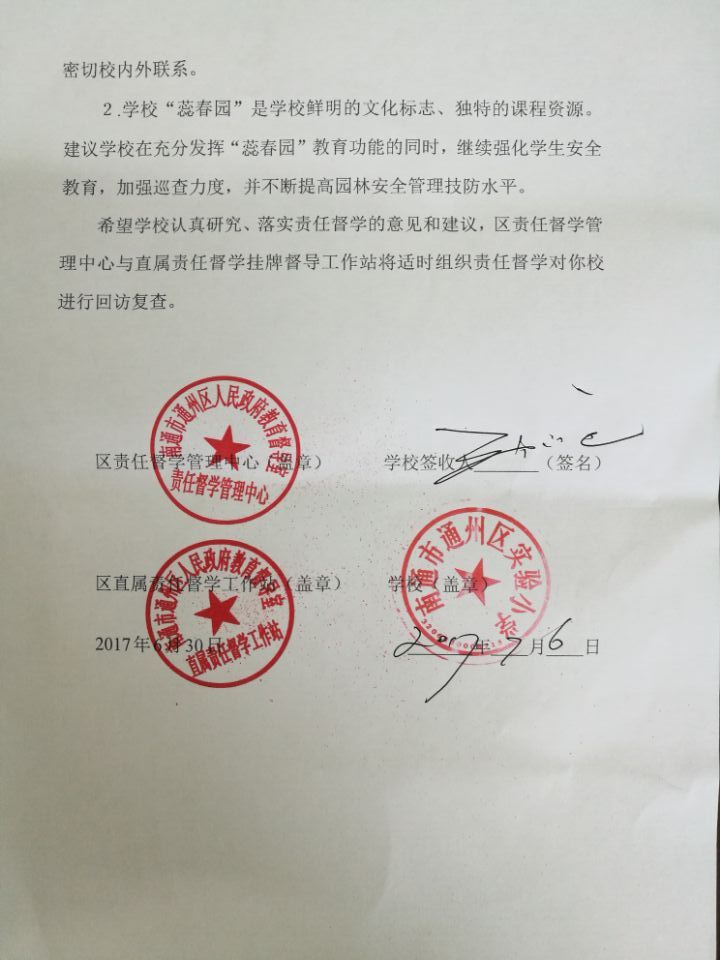 密切校内外联系。
2.学校“蕊春园”是学校鲜明的文化标志、独特的课程资源。
建议学校在充分发挥“蕊春园”教育功能的同时，继续强化学生安全
教育，加强巡查力度，并不断提高园林安全管理技防水平。
希望学校认真研究、落实责任督学的意见和建议，区责任督学管
理中心与直属责任督学挂牌督导工作站将适时组织责任督学对你校
进行回访复查。
南通市通州区人民政府教育督导室
区责任督学管理中心（盖章）
责任督学管理中心
学校签收人______（签名）
南通市通州区人民政府教育督导室
区直属责任督学工作站（盖章）
直属责任督学工作站
南通市通州区实验小学
学校（盖章）
2017年6月30日
2017年7月6日